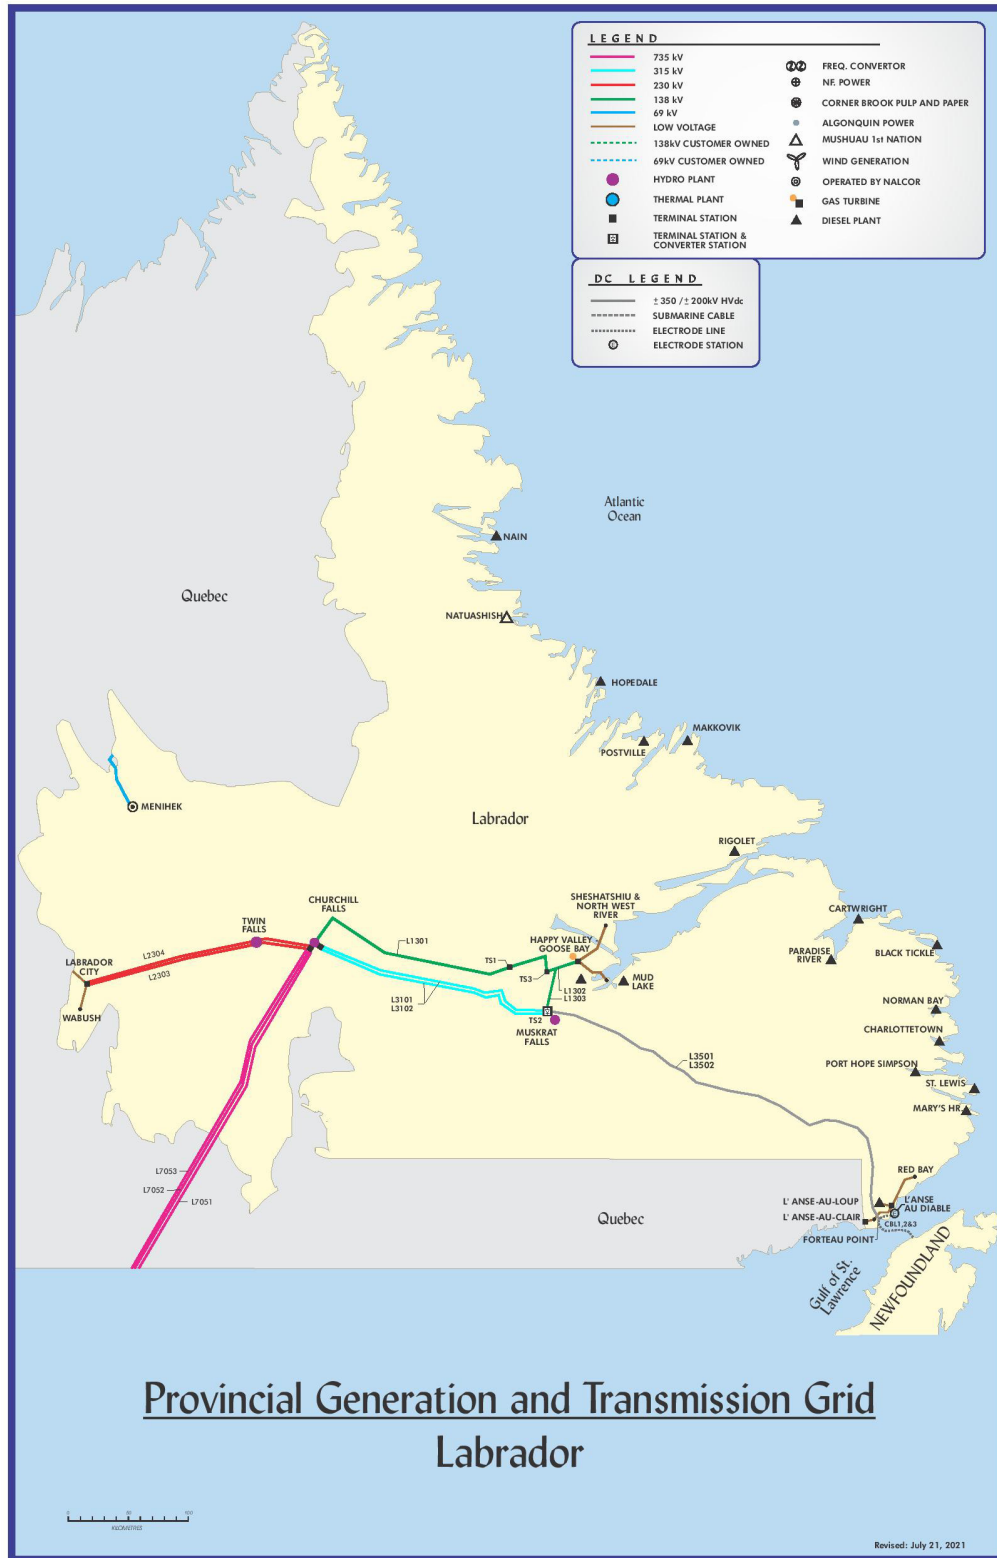 LEGEND
735 kV
315 kV
230 kV
138 kV
69 kV
LOW VOLTAGE
138kV CUSTOMER OWNED
69kV CUSTOMER OWNED
HYDRO PLANT
THERMAL PLANT
TERMINAL STATION
TERMINAL STATION &
CONVERTER STATION
FREQ. CONVERTOR
NF. POWER
CORNER BROOK PULP AND PAPER
ALGONQUIN POWER
MUSHUAU 1st NATION
WIND GENERATION
OPERATED BY NALCOR
GAS TURBINE
DIESEL PLANT
DC LEGEND
± 350 /± 200kV HVdc
SUBMARINE CABLE
ELECTRODE LINE
ELECTRODE STATION
Atlantic
Ocean
NAIN
Quebec
NATUASHISH
HOPEDALE
MAKKOVIK
POSTVILLE
MENIHEK
Labrador
RIGOLET
CHURCHILL
FALLS
SHESHATSHIU &
NORTH WEST
RIVER
CARTWRIGHT
TWIN
FALLS
L1301
HAPPY VALLEY
GOOSE BAY
PARADISE
RIVER
BLACK TICKLE
LABRADOR
CITY
L2304
L2303
TS1
TS3
MUD
LAKE
L1302
L1303
L3101
L3102
NORMAN BAY
WABUSH
TS2
MUSKRAT
FALLS
CHARLOTTETOWN
L3501
L3502
PORT HOPE SIMPSON
ST. LEWIS
MARY'S HR.
L7053
L7052
L7051
RED BAY
L' ANSE-AU-LOUP
L'ANSE
AU DIABLE
L' ANSE-AU-CLAIR
CBL1,2&3
Quebec
FORTEAU POINT
Gulf of St.
Lawrence
NEWFOUNDLAND
Provincial Generation and Transmission Grid
Labrador
KILOMETRES
Revised: July 21, 2021